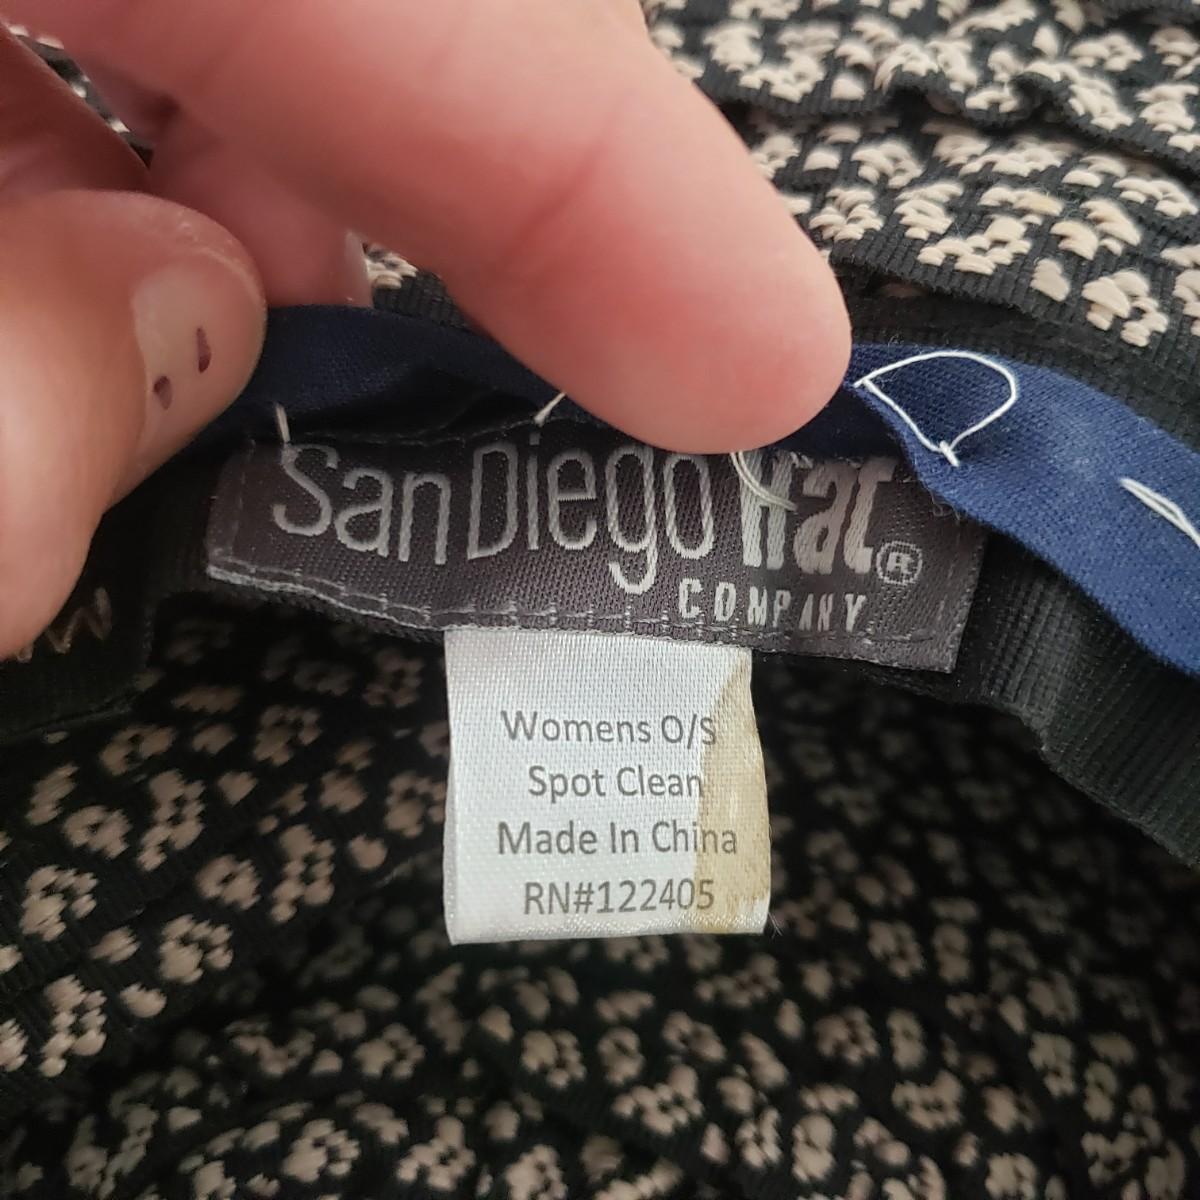 San Diego Hat®
COMPANY
Womens O/S
Spot Clean
Made In China
RN#122405